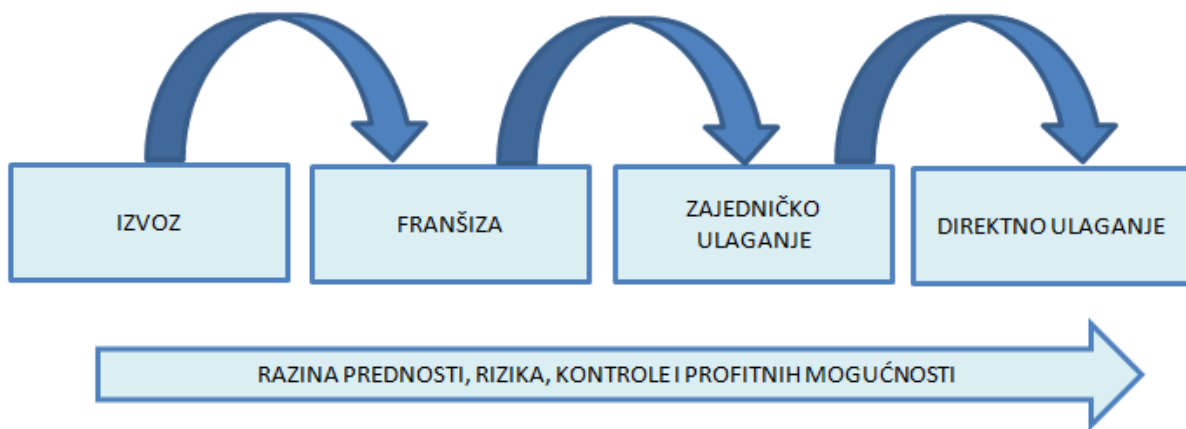 IZVOZ
FRANŠIZA
ZAJEDNIČKO
ULAGANJE
DIREKTNO ULAGANJE
RAZINA PREDNOSTI, RIZIKA, KONTROLE I PROFITNIH MOGUĆNOSTI